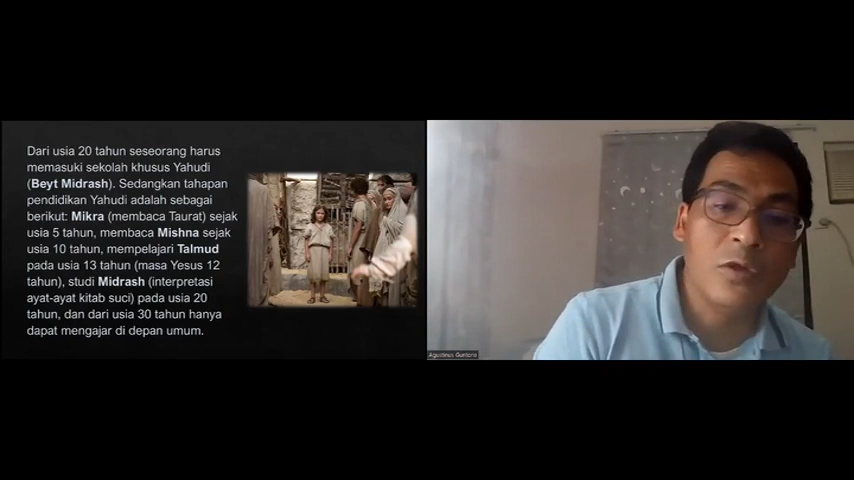 Dari usia 20 tahun seseorang harus
memasuki sekolah khusus Yahudi
(Beyt Midrash). Sedangkan tahapan
pendidikan Yahudi adalah sebagai
berikut: Mikra (membaca Taurat) sejak
usia 5 tahun, membaca Mishna sejak
usia 10 tahun, mempelajari Talmud
pada usia 13 tahun (masa Yesus 12
tahun), studi Midrash (interpretasi
ayat-ayat kitab suci) pada usia 20
tahun, dan dari usia 30 tahun hanya
dapat mengajar di depan umum.
Agustinus